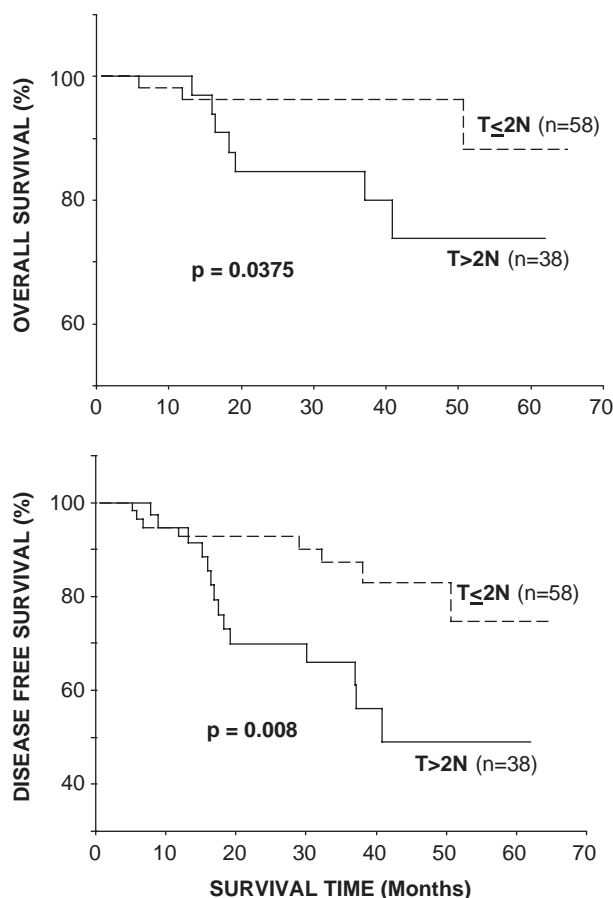 OVERALL SURVIVAL (%)
100
80
60
T≤2N (n=58)
T>2N (n=38)
p = 0.0375
0 10 20 30 40 50 60 70
DISEASE FREE SURVIVAL (%)
100
80
60
40
T≤2N (n=58)
T>2N (n=38)
p = 0.008
0 10 20 30 40 50 60 70
SURVIVAL TIME (Months)